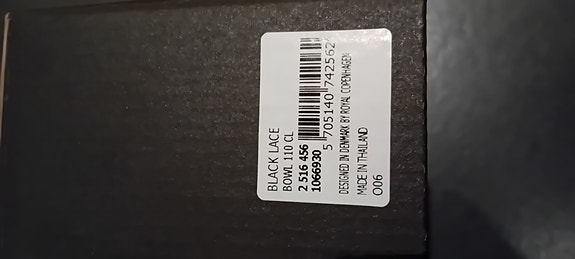 BLACK LACE
BOWL 110 CL
2 516 456
1066930
5 705140 742562
DESIGNED IN DENMARK BY ROYAL COPENHAGEN
MADE IN THAILAND
O06